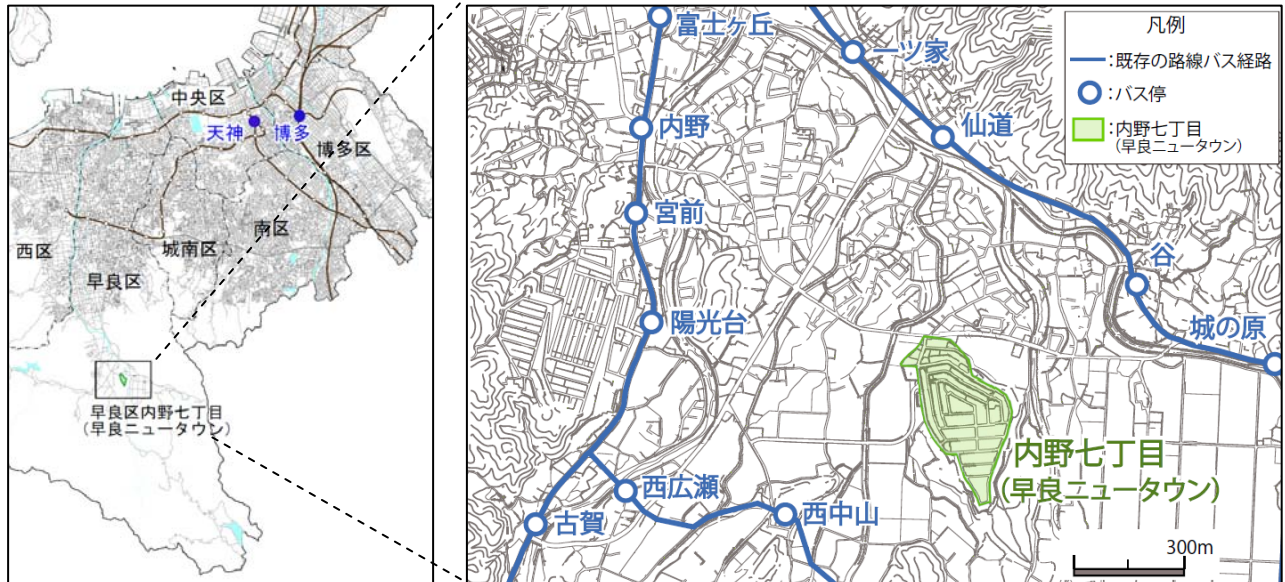 中央区
天神
博多
博多区
西区
城南区
南区
早良区
早良区内野七丁目
(早良ニュータウン)
富士ヶ丘
一ツ家
内野
仙道
宮前
谷
陽光台
城の原
内野七丁目
(早良ニュータウン)
西広瀬
古賀
西中山
凡例
:既存の路線バス経路
:バス停
:内野七丁目
(早良ニュータウン)
300m